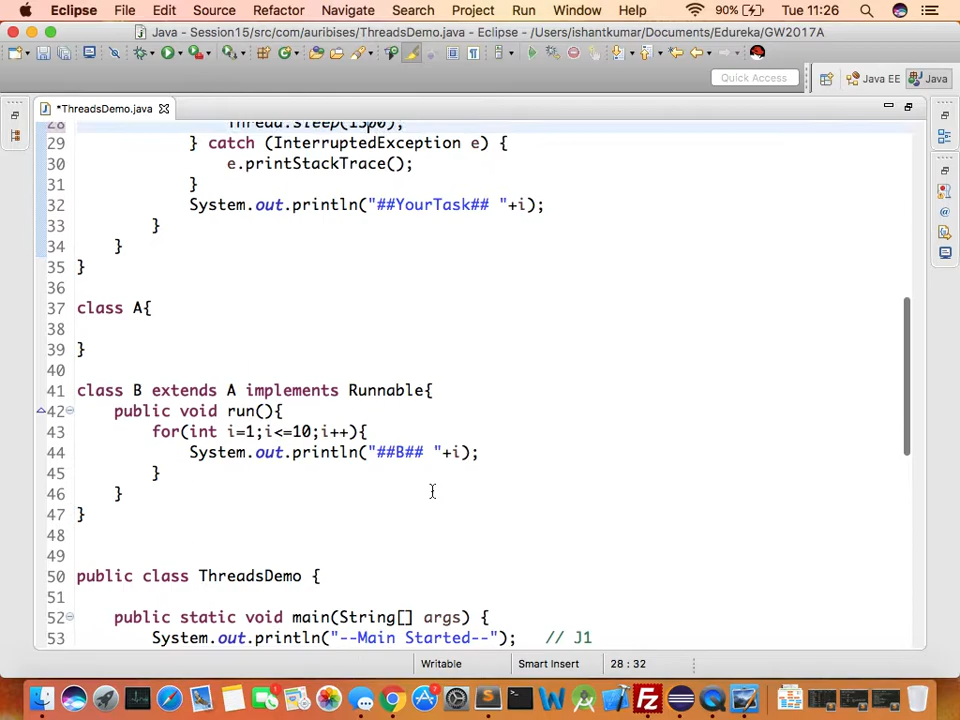 Eclipse File Edit Source Refactor Navigate Search Project Run Window Help 90% Tue 11:26
Java - Session15/src/com/auribises/ThreadsDemo.java - Eclipse - /Users/ishantkumar/Documents/Edureka/GW2017A
Quick Access Java EE Java
*ThreadsDemo.java
28 Thread.sleep(1500);
29 } catch (InterruptedException e) {
30 e.printStackTrace();
31 }
32 System.out.println("##YourTask## "+i);
33 }
34 }
35 }
36
37 class A{
38
39 }
40
41 class B extends A implements Runnable{
42 public void run(){
43 for(int i=1;i<=10;i++){
44 System.out.println("##B## "+i);
45 }
46 }
47 }
48
49
50 public class ThreadsDemo {
51
52 public static void main(String[] args) {
53 System.out.println("--Main Started--"); // J1
Writable Smart Insert 28 : 32